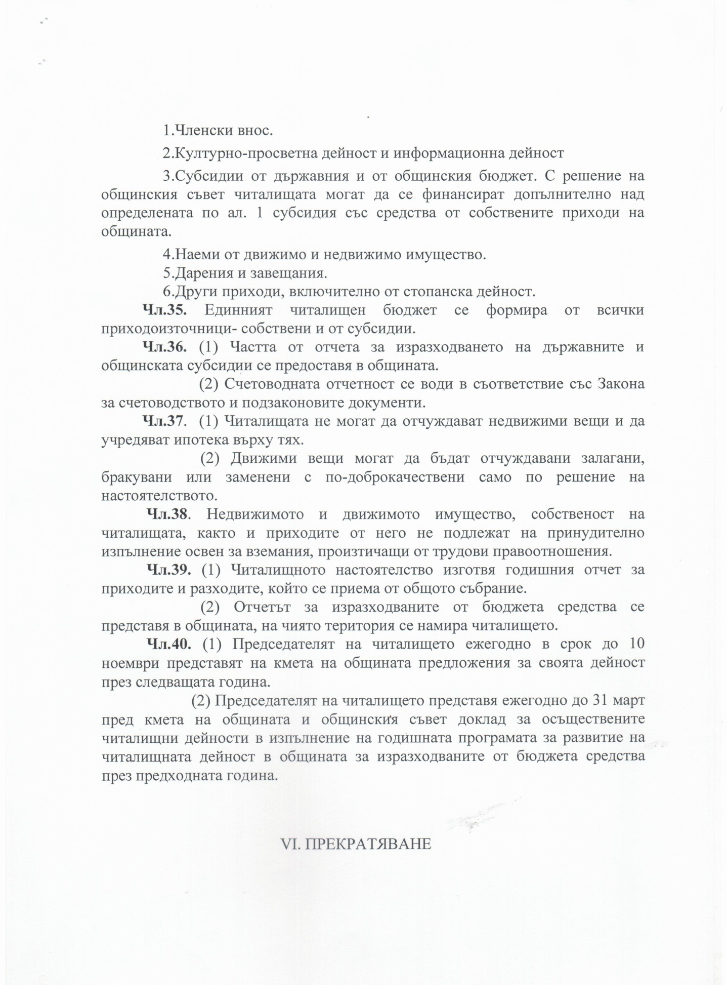 1.Членски внос.
2.Културно-просветна дейност и информационна дейност
3.Субсидии от държавния и от общинския бюджет. С решение на
общинския съвет читалищата могат да се финансират допълнително над
определената по ал. 1 субсидия със средства от собствените приходи на
общината.
4.Наеми от движимо и недвижимо имущество.
5.Дарения и завещания.
6.Други приходи, включително от стопанска дейност.
Чл.35. Единният читалищен бюджет се формира от всички
приходоизточници- собствени и от субсидии.
Чл.36. (1) Частта от отчета за изразходването на държавните и
общинската субсидии се предоставя в общината.
(2) Счетоводната отчетност се води в съответствие със Закона
за счетоводството и подзаконовите документи.
Чл.37. (1) Читалищата не могат да отчуждават недвижими вещи и да
учредяват ипотека върху тях.
(2) Движими вещи могат да бъдат отчуждавани залагани,
бракувани или заменени с по-доброкачествени само по решение на
настоятелството.
Чл.38. Недвижимото и движимото имущество, собственост на
читалищата, както и приходите от него не подлежат на принудително
изпълнение освен за вземания, произтичащи от трудови правоотношения.
Чл.39. (1) Читалищното настоятелство изготвя годишния отчет за
приходите и разходите, който се приема от общото събрание.
(2) Отчетът за изразходваните от бюджета средства се
представя в общината, на чиято територия се намира читалището.
Чл.40. (1) Председателят на читалището ежегодно в срок до 10
ноември представят на кмета на общината предложения за своята дейност
през следващата година.
(2) Председателят на читалището представя ежегодно до 31 март
пред кмета на общината и общинския съвет доклад за осъществените
читалищни дейности в изпълнение на годишната програмата за развитие на
читалищната дейност в общината за изразходваните от бюджета средства
през предходната година.
VI. ПРЕКРАТЯВАНЕ